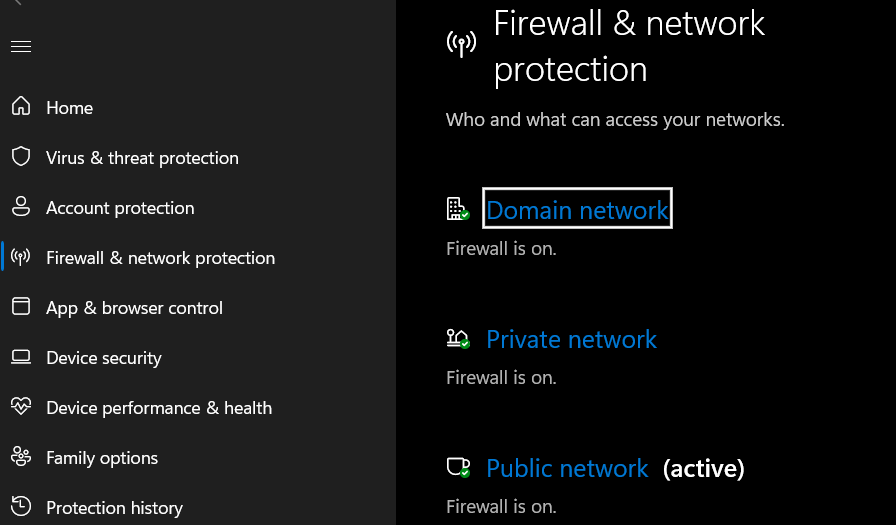 Home
Virus & threat protection
Account protection
Firewall & network protection
App & browser control
Device security
Device performance & health
Family options
Protection history
Firewall & network
protection
Who and what can access your networks.
Domain network
Firewall is on.
Private network
Firewall is on.
Public network (active)
Firewall is on.